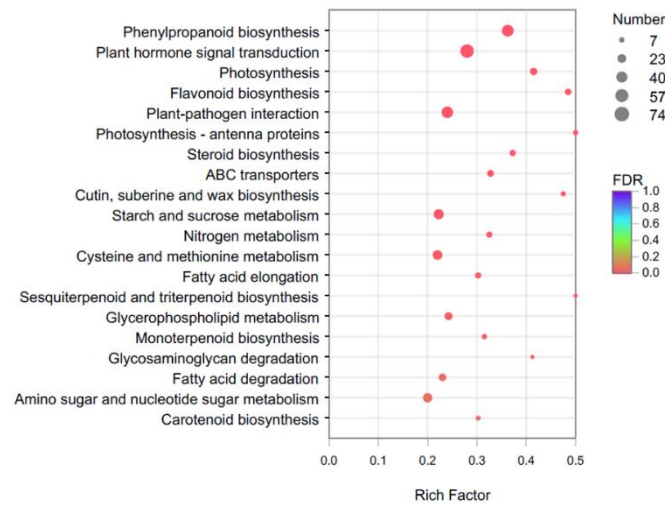 Phenylpropanoid biosynthesis
Plant hormone signal transduction
Photosynthesis
Flavonoid biosynthesis
Plant-pathogen interaction
Photosynthesis - antenna proteins
Steroid biosynthesis
ABC transporters
Cutin, suberine and wax biosynthesis
Starch and sucrose metabolism
Nitrogen metabolism
Cysteine and methionine metabolism
Fatty acid elongation
Sesquiterpenoid and triterpenoid biosynthesis
Glycerophospholipid metabolism
Monoterpenoid biosynthesis
Glycosaminoglycan degradation
Fatty acid degradation
Amino sugar and nucleotide sugar metabolism
Carotenoid biosynthesis
0.0 0.1 0.2 0.3 0.4 0.5
Rich Factor
Number
7
23
40
57
74
FDR
1.0
0.8
0.6
0.4
0.2
0.0